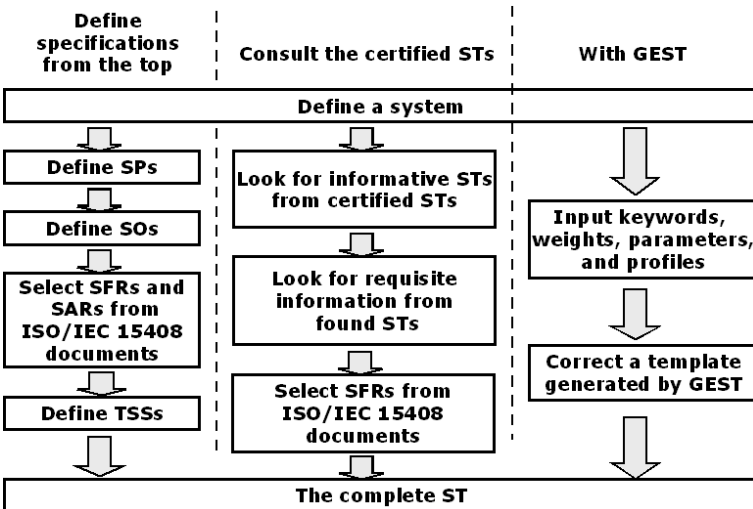 Define
specifications
from the top
Consult the certified STs
With GEST
Define a system
Define SPs
Define SOs
Select SFRs and
SARs from
ISO/IEC 15408
documents
Define TSSs
Look for informative STs
from certified STs
Look for requisite
information from
found STs
Select SFRs from
ISO/IEC 15408
documents
Input keywords,
weights, parameters,
and profiles
Correct a template
generated by GEST
The complete ST